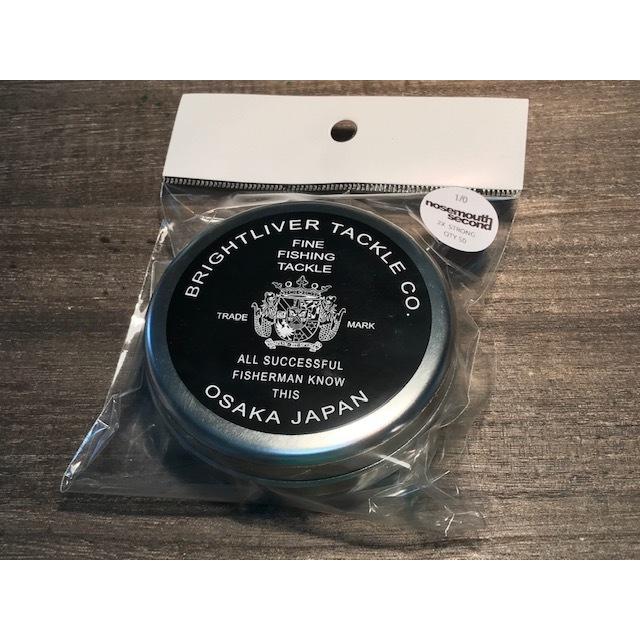 1/0
nosemouth
second
2X STRONG
QTY 50
BRIGHTLIVER TACKLE CO.
FINE
FISHING
TACKLE
TRADE MARK
ALL SUCCESSFUL
FISHERMAN KNOW
THIS
OSAKA JAPAN